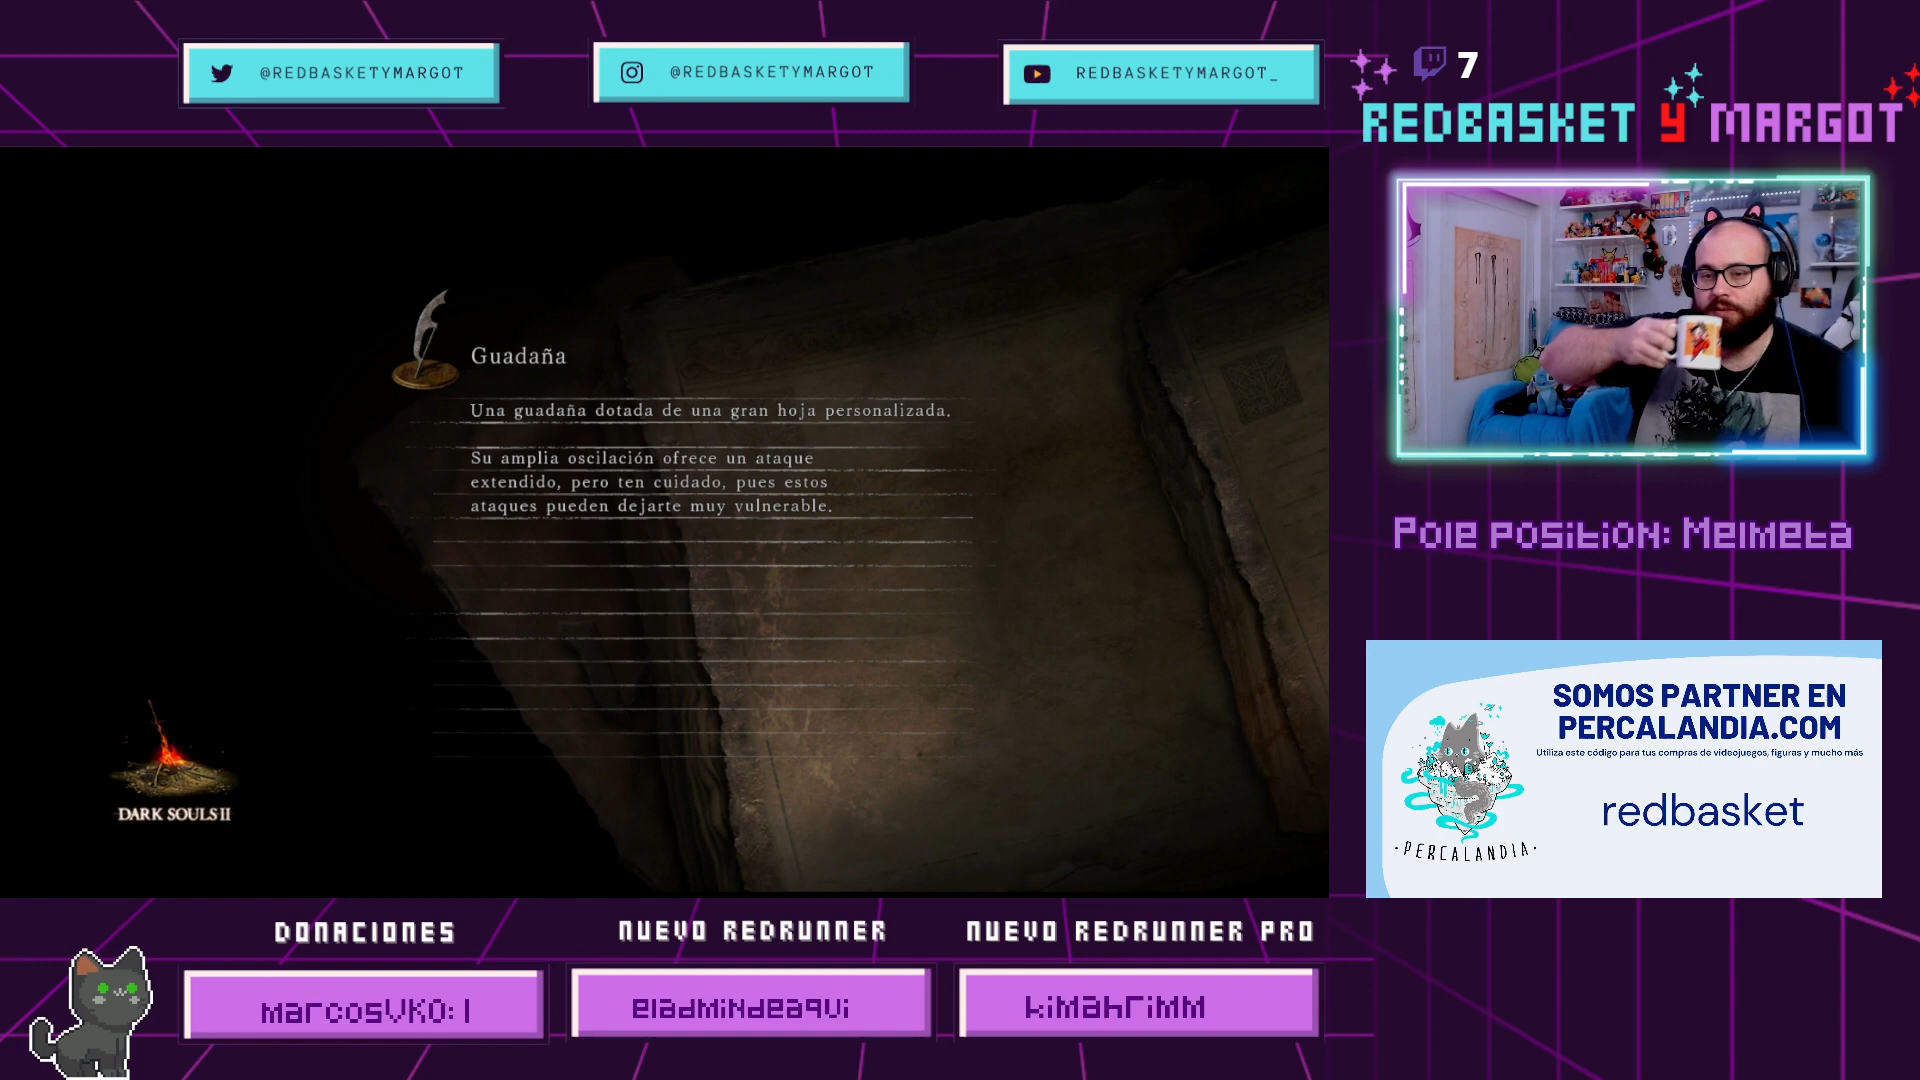 @REDBASKETYMARGOT
@REDBASKETYMARGOT
REDBASKETYMARGOT_
7
REDBASKET Y MARGOT
Guadaña
Una guadaña dotada de una gran hoja personalizada.
Su amplia oscilación ofrece un ataque
extendido, pero ten cuidado, pues estos
ataques pueden dejarte muy vulnerable.
DARK SOULS II
Pole position: Melmeta
SOMOS PARTNER EN
PERCALANDIA.COM
Utiliza este código para tus compras de videojuegos, figuras y mucho más
redbasket
·PERCALANDIA·
DONACIONES
NUEVO REDRUNNER
NUEVO REDRUNNER PRO
marcosVKO: 1
eladmindeaqui
kimahrimm